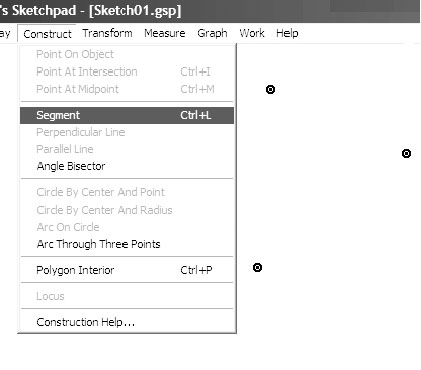 's Sketchpad - [Sketch01.gsp]
ay Construct Transform Measure Graph Work Help
Point On Object
Point At Intersection Ctrl+I
Point At Midpoint Ctrl+M
Segment Ctrl+L
Perpendicular Line
Parallel Line
Angle Bisector
Circle By Center And Point
Circle By Center And Radius
Arc On Circle
Arc Through Three Points
Polygon Interior Ctrl+P
Locus
Construction Help...